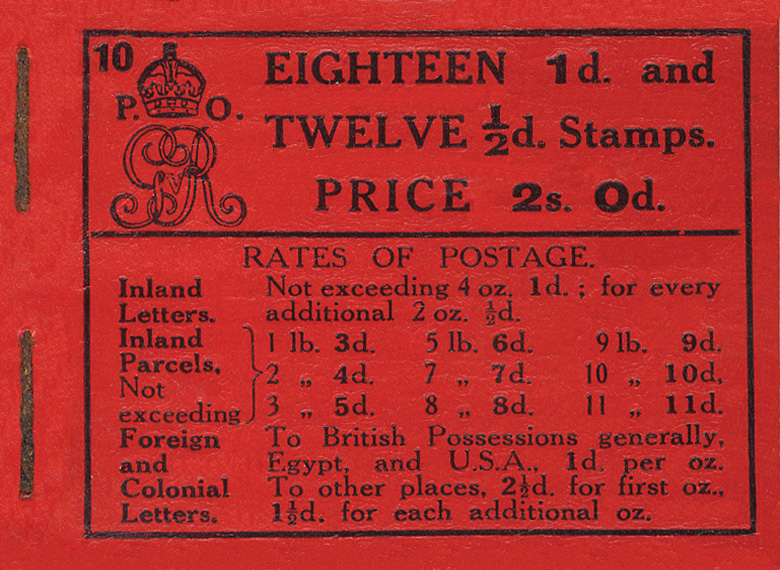 10
P. O.
GvR
EIGHTEEN 1d. and
TWELVE ½d. Stamps.
PRICE 2s. 0d.
RATES OF POSTAGE.
Inland Letters. Not exceeding 4 oz. 1d. ; for every
additional 2 oz. ½d.
Inland Parcels, Not exceeding
1 lb. 3d. 5 lb. 6d. 9 lb. 9d.
2 „ 4d. 7 „ 7d. 10 „ 10d,
3 „ 5d. 8 „ 8d. 11 „ 11d.
Foreign and Colonial Letters.
To British Possessions generally,
Egypt, and U.S.A., 1d. per oz.
To other places, 2½d. for first oz.,
1½d. for each additional oz.